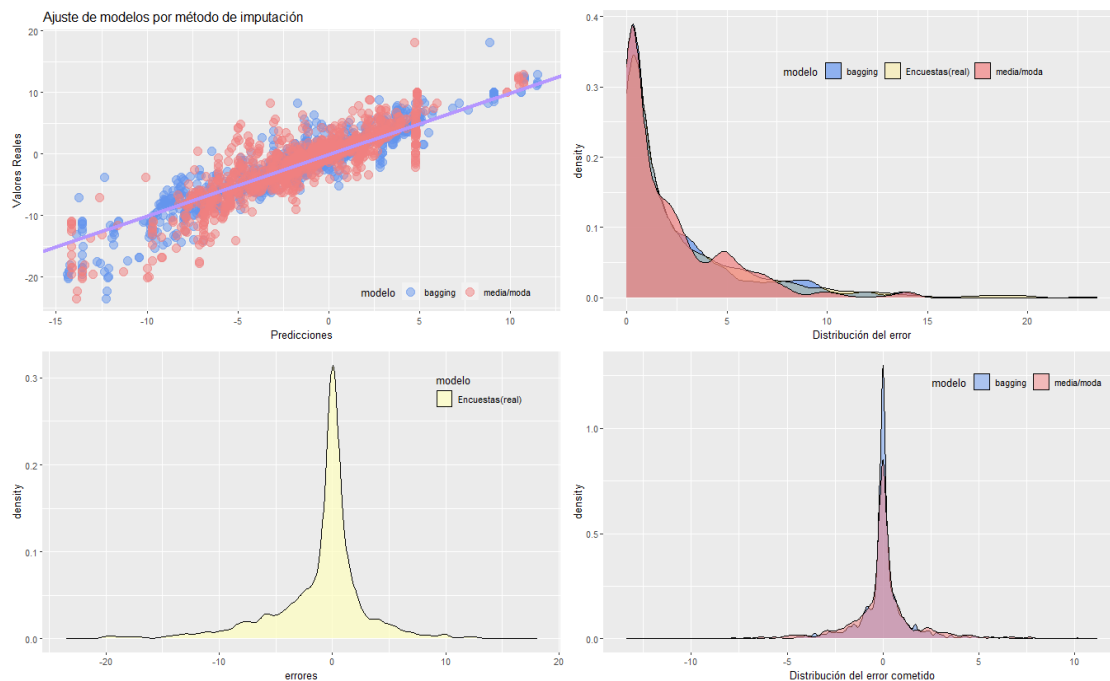 Ajuste de modelos por método de imputación
20
10
0
-10
-20
Valores Reales
modelo bagging media/moda
-15 -10 -5 0 5 10
Predicciones
0.4
0.3
0.2
0.1
0.0
density
modelo bagging Encuestas(real) media/moda
0 5 10 15 20
Distribución del error
0.3
0.2
0.1
0.0
density
modelo
Encuestas(real)
-20 -10 0 10 20
errores
1.0
0.5
0.0
density
modelo bagging media/moda
-10 -5 0 5 10
Distribución del error cometido